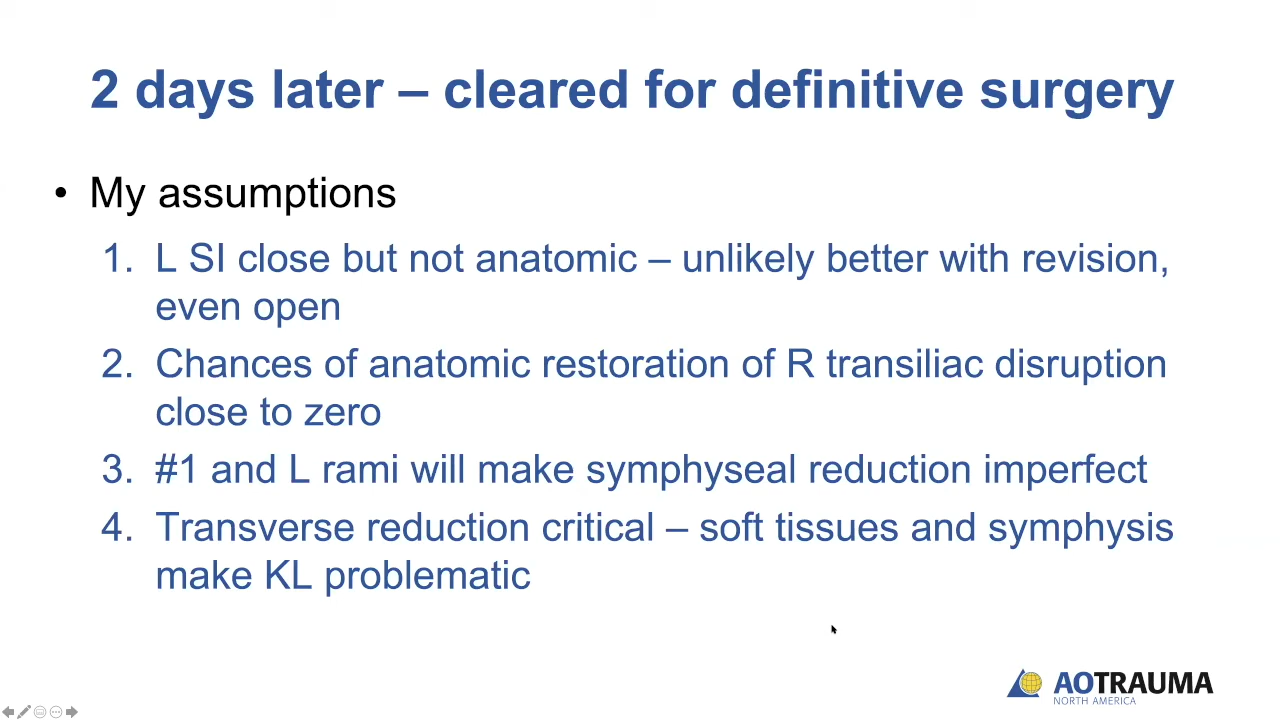 2 days later – cleared for definitive surgery
• My assumptions
1. L SI close but not anatomic – unlikely better with revision,
even open
2. Chances of anatomic restoration of R transiliac disruption
close to zero
3. #1 and L rami will make symphyseal reduction imperfect
4. Transverse reduction critical – soft tissues and symphysis
make KL problematic
AOTRAUMA
NORTH AMERICA